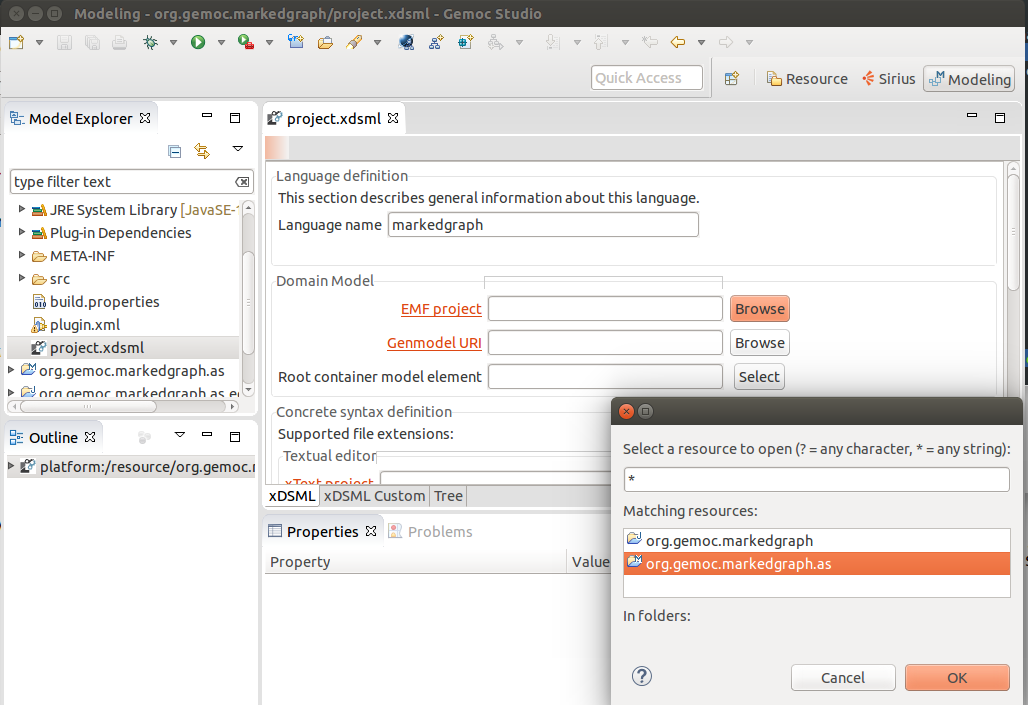 Modeling - org.gemoc.markedgraph/project.xdsml - Gemoc Studio
Quick Access
Resource
Sirius
Modeling
Model Explorer
type filter text
JRE System Library [JavaSE-1
Plug-in Dependencies
META-INF
src
build.properties
plugin.xml
project.xdsml
org.gemoc.markedgraph.as
org.gemoc.markedgraph.as.e
Outline
platform:/resource/org.gemoc.
project.xdsml
Language definition
This section describes general information about this language.
Language name markedgraph
Domain Model
EMF project Browse
Genmodel URI Browse
Root container model element Select
Concrete syntax definition
Supported file extensions:
Textual editor
xText project
xDSML xDSML Custom Tree
Properties Problems
Property Value
Select a resource to open (? = any character, * = any string):
*
Matching resources:
org.gemoc.markedgraph
org.gemoc.markedgraph.as
In folders:
?
Cancel OK